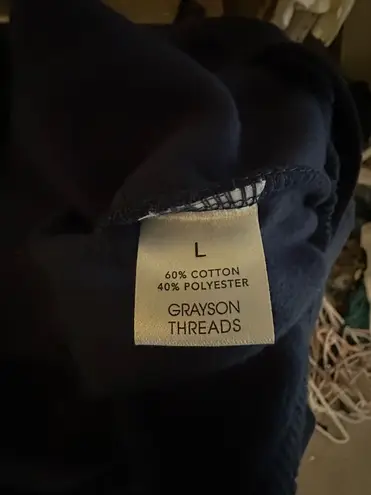 L
60% COTTON
40% POLYESTER
GRAYSON
THREADS